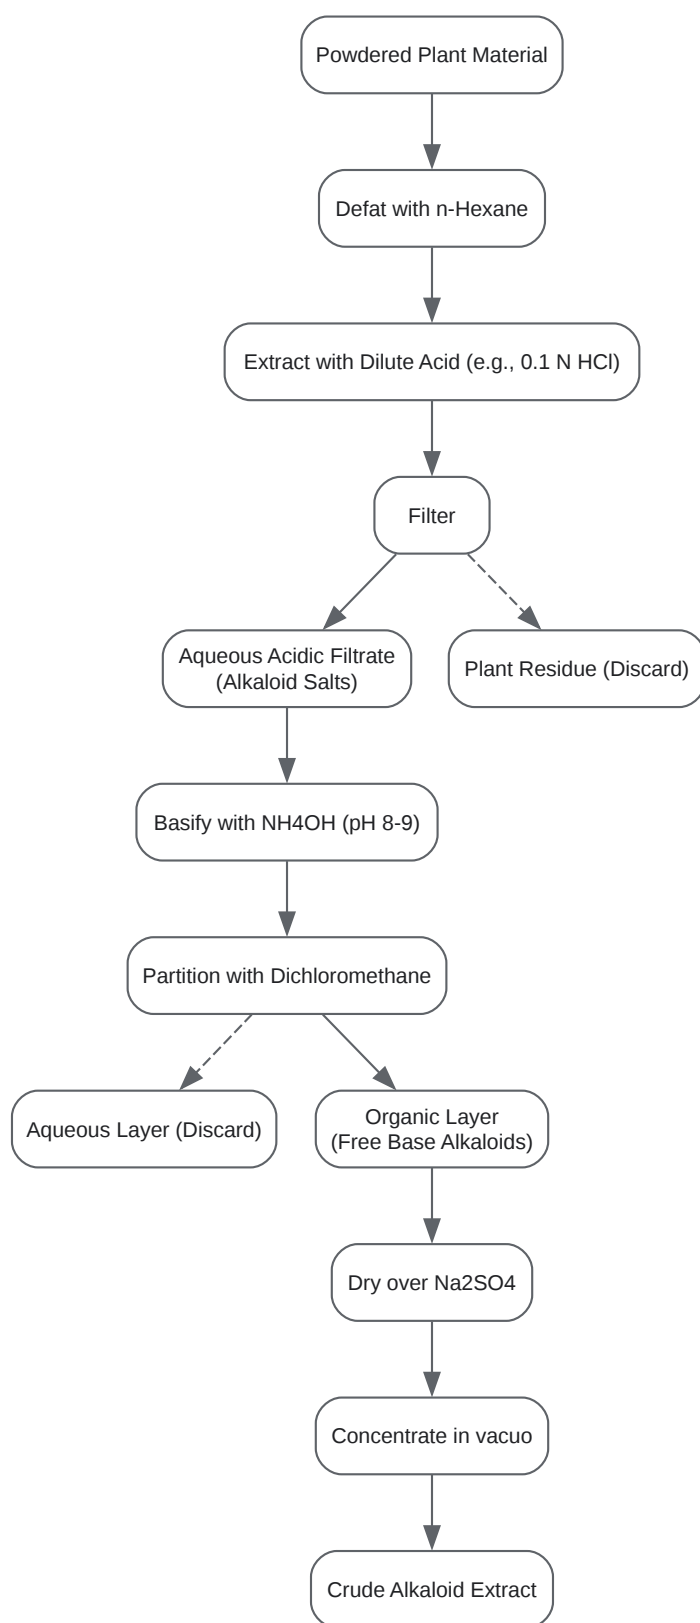 Powdered Plant Material
Defat with n-Hexane
Extract with Dilute Acid (e.g., 0.1 N HCl)
Filter
Aqueous Acidic Filtrate
(Alkaloid Salts)
Plant Residue (Discard)
Basify with NH4OH (pH 8-9)
Partition with Dichloromethane
Aqueous Layer (Discard)
Organic Layer
(Free Base Alkaloids)
Dry over Na2SO4
Concentrate in vacuo
Crude Alkaloid Extract